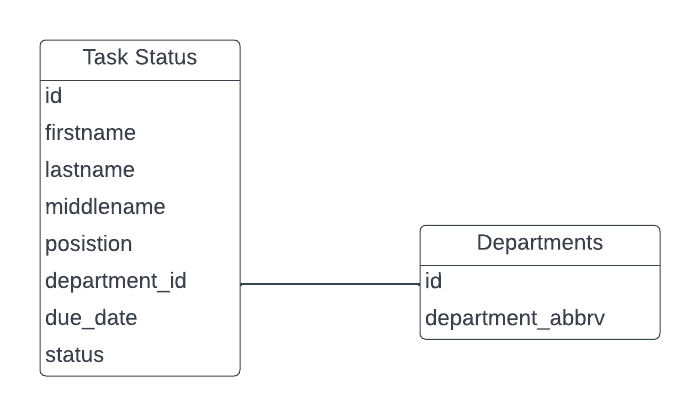 Task Status
id
firstname
lastname
middlename
posistion
department_id
due_date
status
Departments
id
department_abbrv